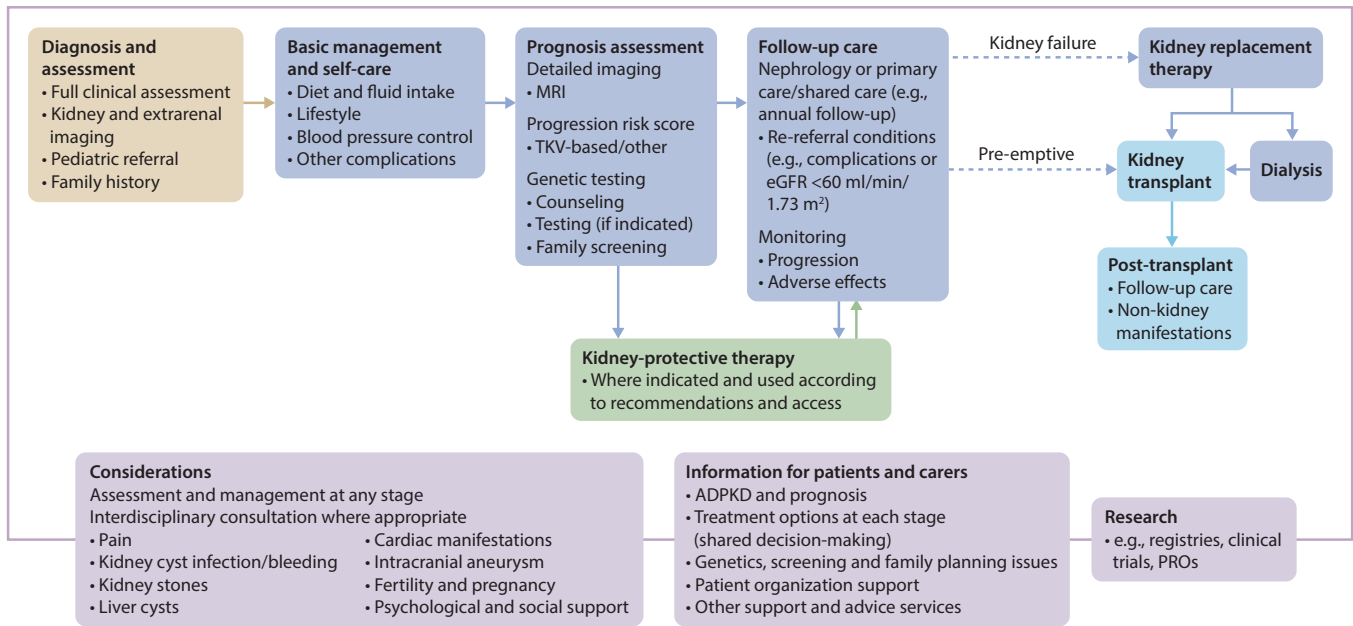 Diagnosis and
assessment
• Full clinical assessment
• Kidney and extrarenal
imaging
• Pediatric referral
• Family history
Basic management
and self-care
• Diet and fluid intake
• Lifestyle
• Blood pressure control
• Other complications
Prognosis assessment
Detailed imaging
• MRI
Progression risk score
• TKV-based/other
Genetic testing
• Counseling
• Testing (if indicated)
• Family screening
Follow-up care
Nephrology or primary
care/shared care (e.g.,
annual follow-up)
• Re-referral conditions
(e.g., complications or
eGFR <60 ml/min/
1.73 m²)
Monitoring
• Progression
• Adverse effects
Kidney failure
Pre-emptive
Kidney replacement
therapy
Kidney
transplant
Dialysis
Post-transplant
• Follow-up care
• Non-kidney
manifestations
Kidney-protective therapy
• Where indicated and used according
to recommendations and access
Considerations
Assessment and management at any stage
Interdisciplinary consultation where appropriate
• Pain
• Kidney cyst infection/bleeding
• Kidney stones
• Liver cysts
• Cardiac manifestations
• Intracranial aneurysm
• Fertility and pregnancy
• Psychological and social support
Information for patients and carers
• ADPKD and prognosis
• Treatment options at each stage
(shared decision-making)
• Genetics, screening and family planning issues
• Patient organization support
• Other support and advice services
Research
• e.g., registries, clinical
trials, PROs